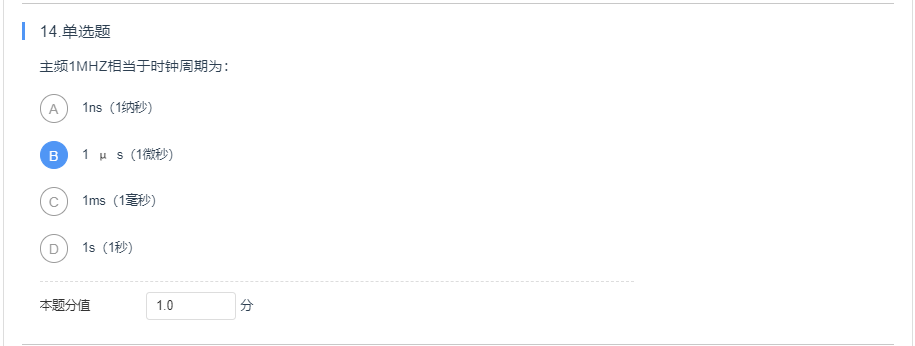 14.单选题
主频1MHZ相当于时钟周期为：
A 1ns（1纳秒）
B 1 μ s（1微秒）
C 1ms（1毫秒）
D 1s（1秒）
本题分值 1.0 分